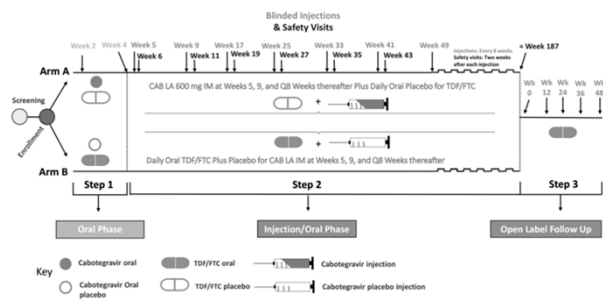 Blinded Injections
& Safety Visits
Week 2
Week 4
Week 5
Week 6
Week 9
Week 11
Week 17
Week 19
Week 25
Week 27
Week 33
Week 35
Week 41
Week 43
Week 49
Injections: Every 8 weeks
Safety visits: Two weeks
after each injection
= Week 187
Arm A
CAB LA 600 mg IM at Weeks 5, 9, and Q8 Weeks thereafter Plus Daily Oral Placebo for TDF/FTC
+
Screening
Enrollment
Wk
0
Wk
12
Wk
24
Wk
36
Wk
48
+
Daily Oral TDF/FTC Plus Placebo for CAB LA IM at Weeks 5, 9, and Q8 Weeks thereafter
Arm B
Step 1
Step 2
Step 3
Oral Phase
Injection/Oral Phase
Open Label Follow Up
Key
Cabotegravir oral
TDF/FTC oral
Cabotegravir injection
Cabotegravir Oral
placebo
TDF/FTC placebo
Cabotegravir placebo injection